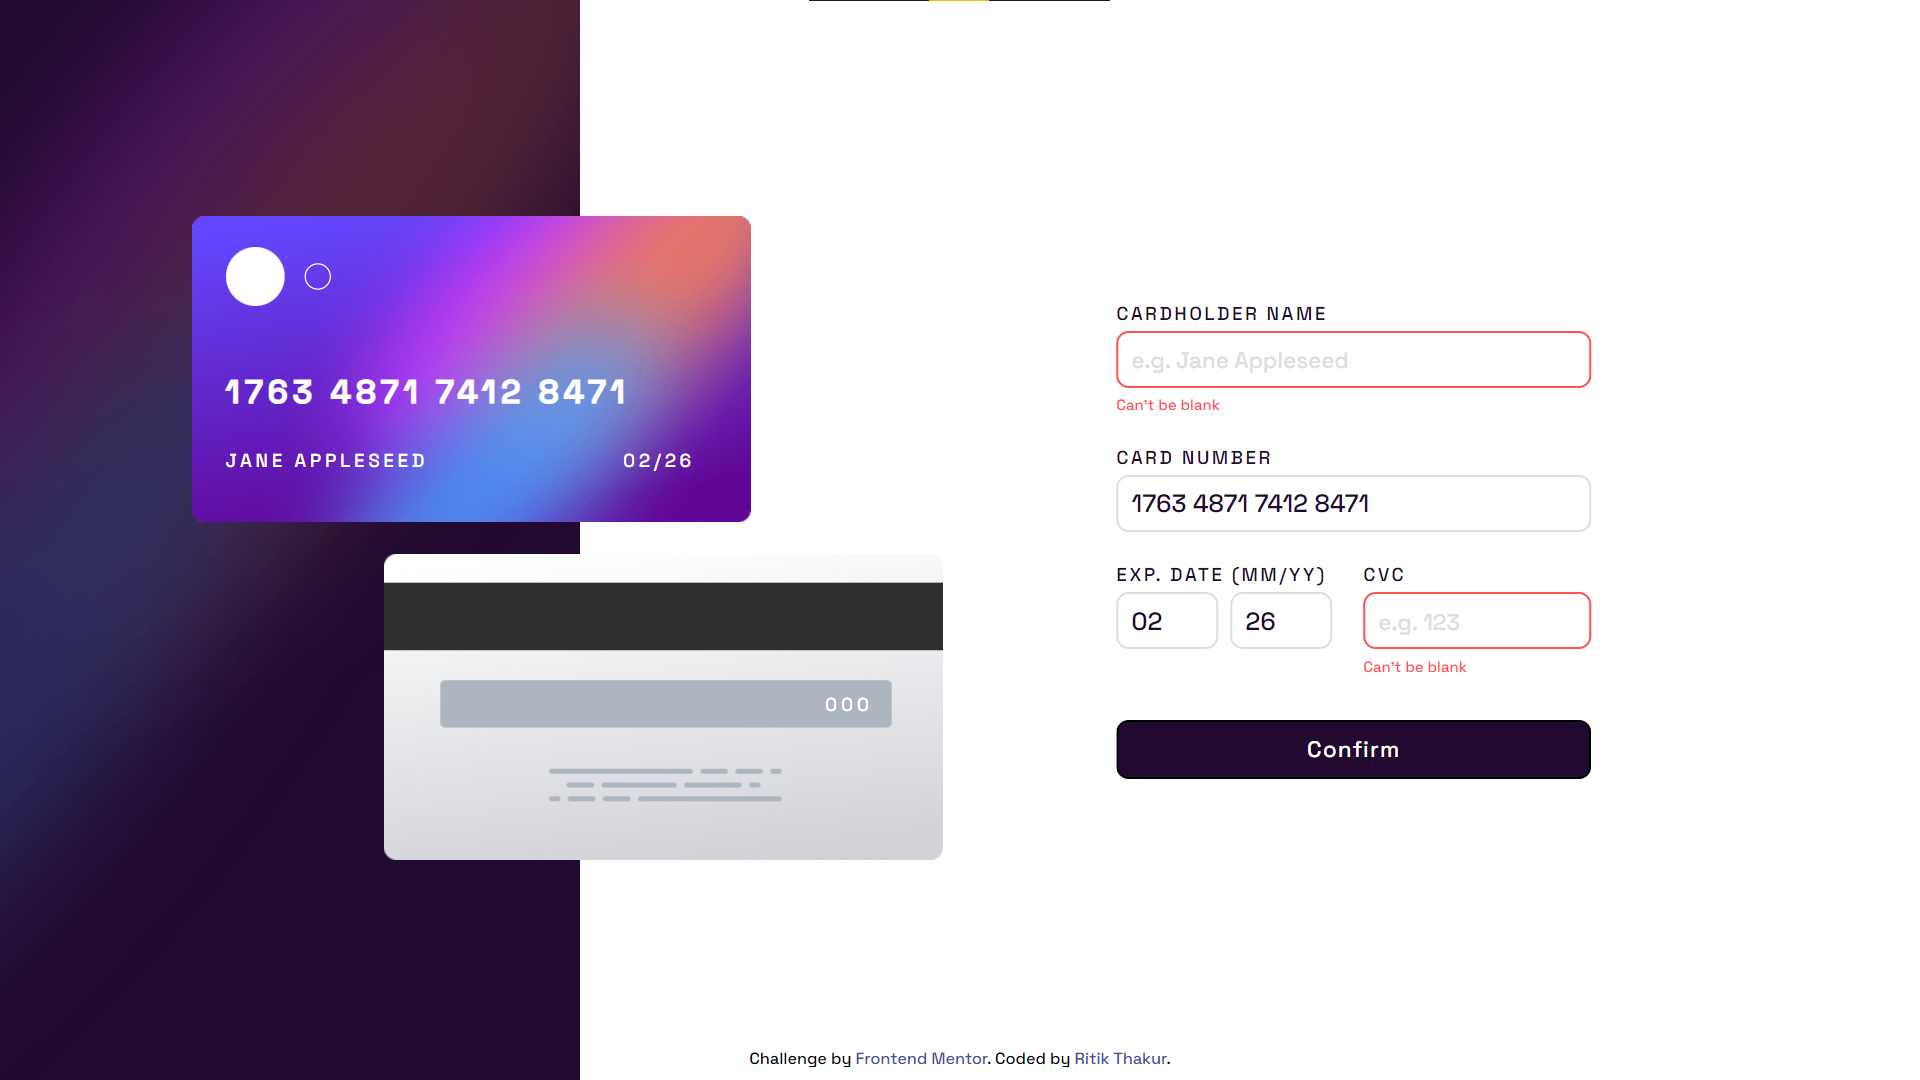 1763 4871 7412 8471
JANE APPLESEED 02/26
000
CARDHOLDER NAME
e.g. Jane Appleseed
Can't be blank
CARD NUMBER
1763 4871 7412 8471
EXP. DATE (MM/YY) CVC
02 26 e.g. 123
Can't be blank
Confirm
Challenge by Frontend Mentor. Coded by Ritik Thakur.